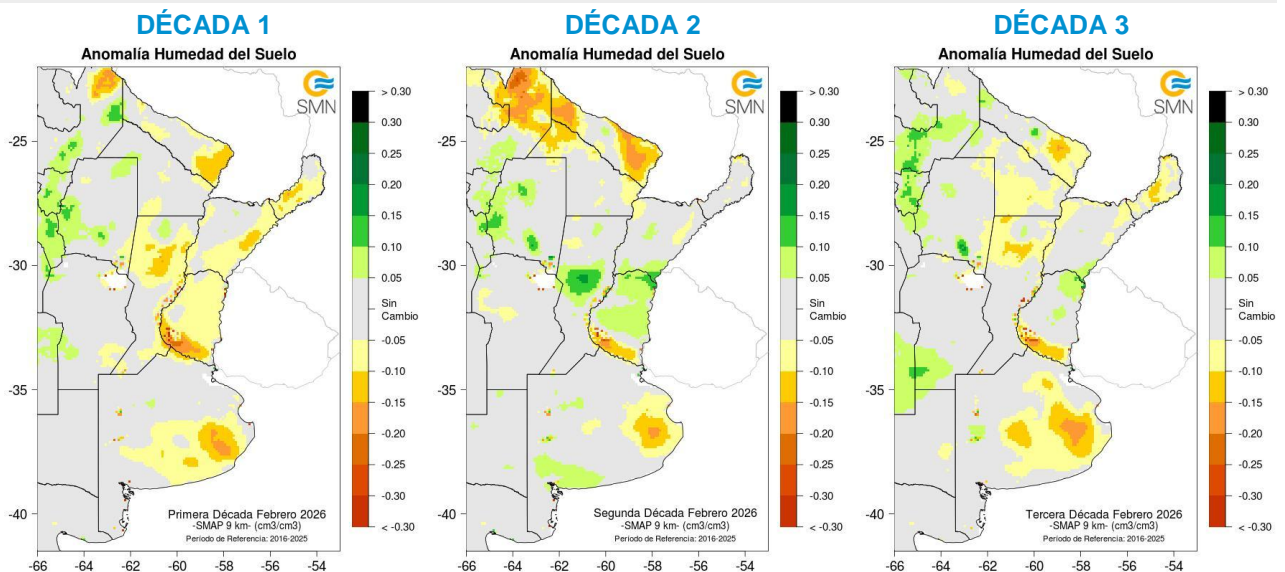 DÉCADA 1
Anomalía Humedad del Suelo
SMN
> 0.30
0.30
0.25
0.20
0.15
0.10
0.05
Sin
Cambio
-0.05
-0.10
-0.15
-0.20
-0.25
-0.30
< -0.30
-25
-30
-35
-40
Primera Década Febrero 2026
-SMAP 9 km- (cm3/cm3)
Período de Referencia: 2016-2025
-66 -64 -62 -60 -58 -56 -54
DÉCADA 2
Anomalía Humedad del Suelo
SMN
> 0.30
0.30
0.25
0.20
0.15
0.10
0.05
Sin
Cambio
-0.05
-0.10
-0.15
-0.20
-0.25
-0.30
< -0.30
-25
-30
-35
-40
Segunda Década Febrero 2026
-SMAP 9 km- (cm3/cm3)
Período de Referencia: 2016-2025
-66 -64 -62 -60 -58 -56 -54
DÉCADA 3
Anomalía Humedad del Suelo
SMN
> 0.30
0.30
0.25
0.20
0.15
0.10
0.05
Sin
Cambio
-0.05
-0.10
-0.15
-0.20
-0.25
-0.30
< -0.30
-25
-30
-35
-40
Tercera Década Febrero 2026
-SMAP 9 km- (cm3/cm3)
Período de Referencia: 2016-2025
-66 -64 -62 -60 -58 -56 -54